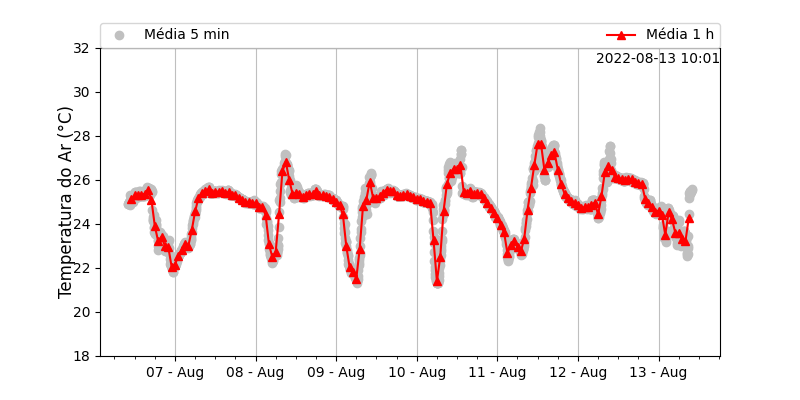 Média 5 min
Média 1 h
2022-08-13 10:01
Temperatura do Ar (°C)
32
30
28
26
24
22
20
18
07 - Aug
08 - Aug
09 - Aug
10 - Aug
11 - Aug
12 - Aug
13 - Aug